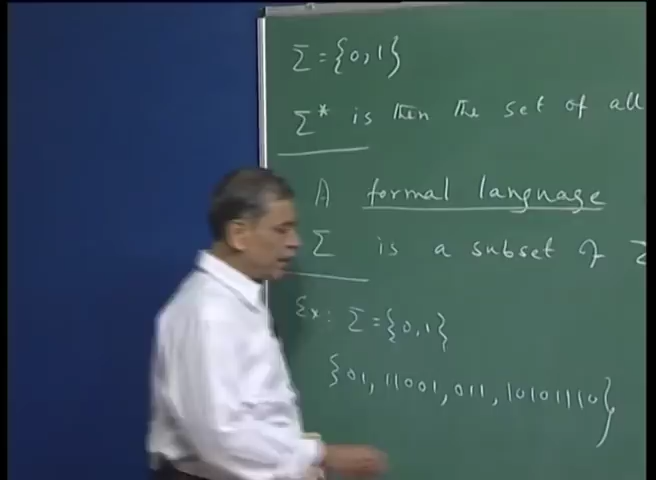 Σ = {0,1}
Σ* is then the set of all
A formal language
Σ is a subset of Σ
Ex: Σ = {0,1}
{01, 11001, 011, 10101110}